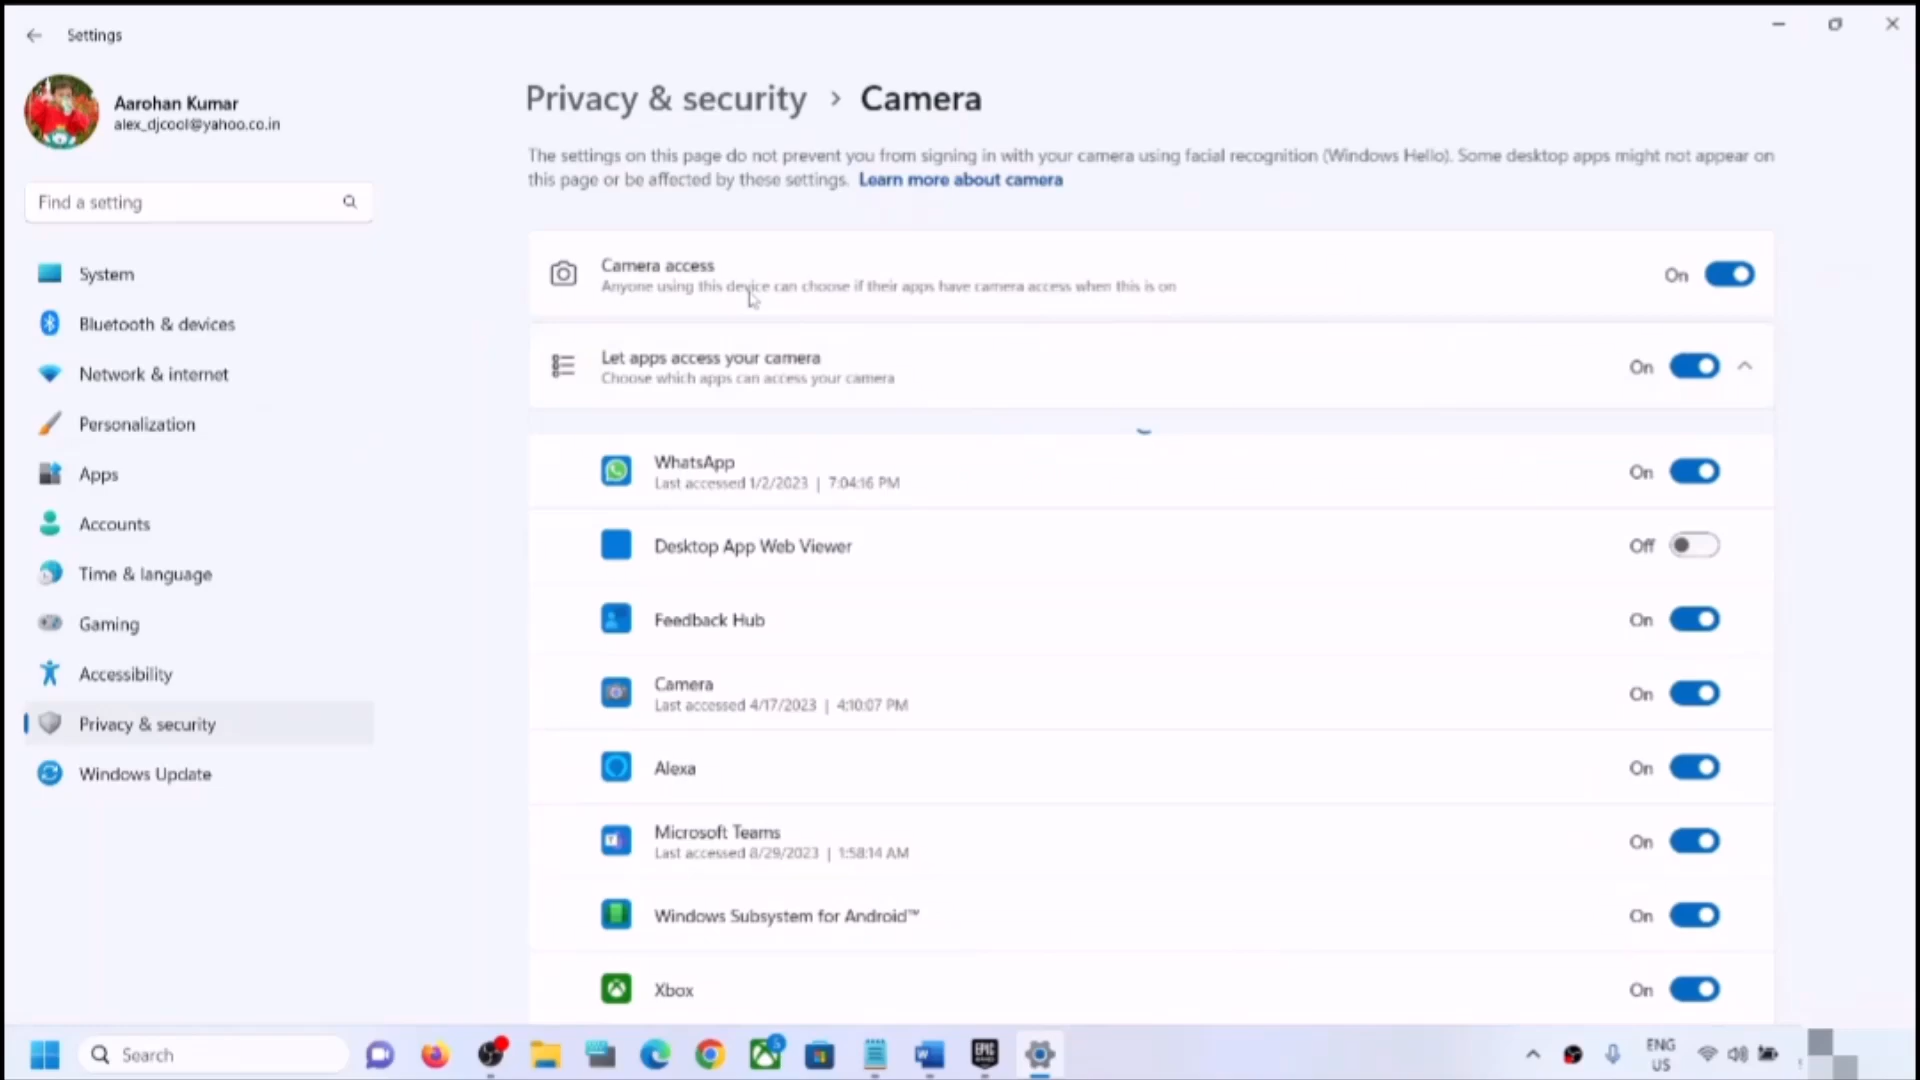 Settings
Aarohan Kumar
alex_djcool@yahoo.co.in
Find a setting
System
Bluetooth & devices
Network & internet
Personalization
Apps
Accounts
Time & language
Gaming
Accessibility
Privacy & security
Windows Update
Privacy & security > Camera
The settings on this page do not prevent you from signing in with your camera using facial recognition (Windows Hello). Some desktop apps might not appear on
this page or be affected by these settings. Learn more about camera
Camera access
Anyone using this device can choose if their apps have camera access when this is on
On
Let apps access your camera
Choose which apps can access your camera
On
WhatsApp
Last accessed 1/2/2023 | 7:04:16 PM
On
Desktop App Web Viewer
Off
Feedback Hub
On
Camera
Last accessed 4/17/2023 | 4:10:07 PM
On
Alexa
On
Microsoft Teams
Last accessed 8/29/2023 | 1:58:14 AM
On
Windows Subsystem for Android™
On
Xbox
On
Search
5
EPIC
ENG
US